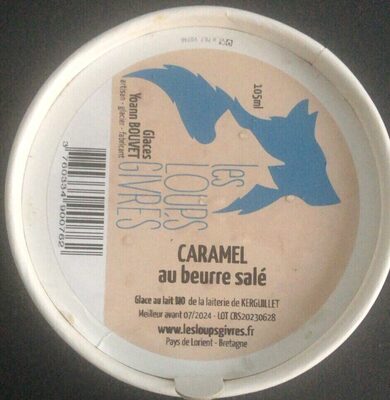 105ml
Glaces
Yoann BOUVET
artisan - glacier - fabricant
Les
LOUPS
GIVRÉS
CARAMEL
au beurre salé
Glace au lait BIO de la laiterie de KERGUILLET
Meilleur avant 07/2024 - LOT CBS20230628
www.lesloupsgivres.fr
Pays de Lorient - Bretagne